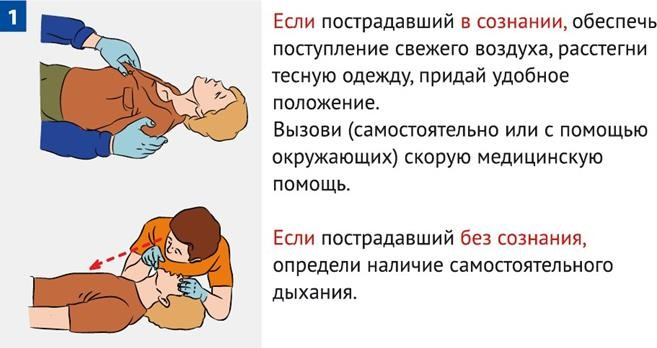 1
Если пострадавший в сознании, обеспечь
поступление свежего воздуха, расстегни
тесную одежду, придай удобное
положение.
Вызови (самостоятельно или с помощью
окружающих) скорую медицинскую
помощь.
Если пострадавший без сознания,
определи наличие самостоятельного
дыхания.